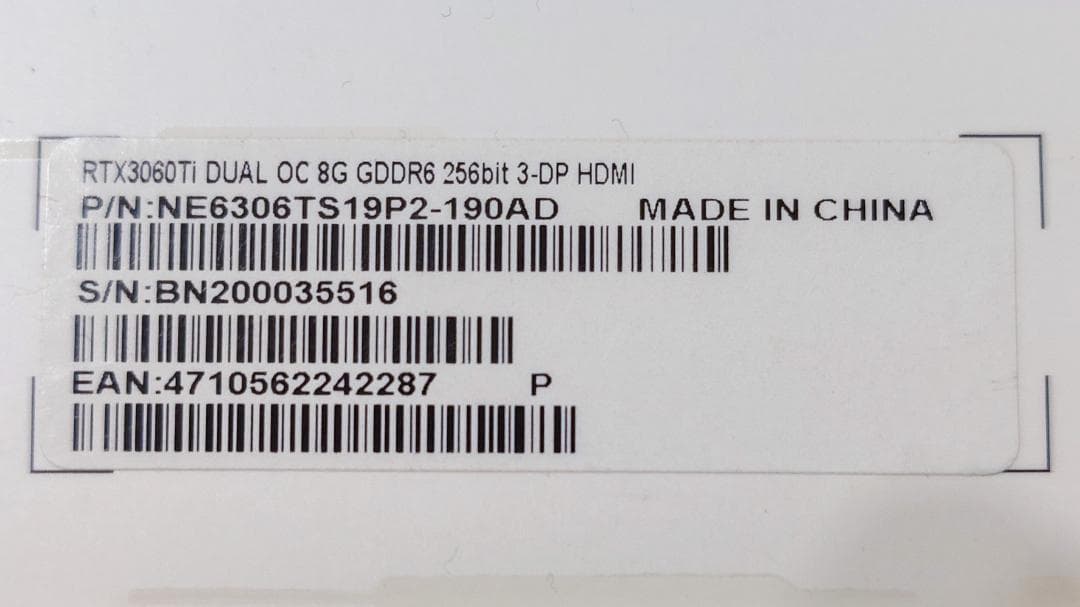 RTX3060Ti DUAL OC 8G GDDR6 256bit 3-DP HDMI
P/N:NE6306TS19P2-190AD MADE IN CHINA
S/N:BN200035516
EAN:4710562242287 P